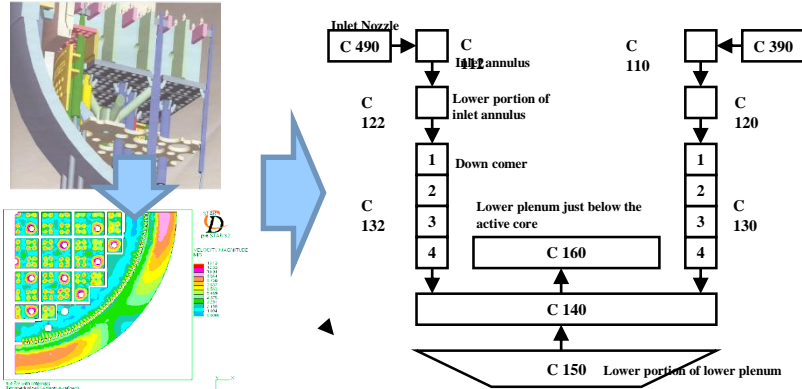 Inlet Nozzle
C 490
C
112
Inlet annulus
C
110
C 390
C
122
Lower portion of
inlet annulus
C
120
1
Down comer
1
2
2
C
132
Lower plenum just below the
active core
C
130
3
3
4
C 160
4
C 140
C 150
Lower portion of lower plenum
VELOCITY MAGNITUDE